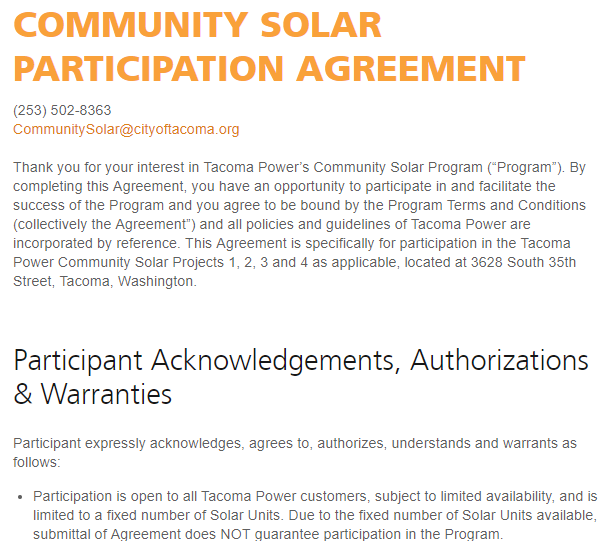 COMMUNITY SOLAR
PARTICIPATION AGREEMENT
(253) 502-8363
CommunitySolar@cityoftacoma.org
Thank you for your interest in Tacoma Power’s Community Solar Program (“Program”). By
completing this Agreement, you have an opportunity to participate in and facilitate the
success of the Program and you agree to be bound by the Program Terms and Conditions
(collectively the Agreement”) and all policies and guidelines of Tacoma Power are
incorporated by reference. This Agreement is specifically for participation in the Tacoma
Power Community Solar Projects 1, 2, 3 and 4 as applicable, located at 3628 South 35th
Street, Tacoma, Washington.
Participant Acknowledgements, Authorizations
& Warranties
Participant expressly acknowledges, agrees to, authorizes, understands and warrants as
follows:
• Participation is open to all Tacoma Power customers, subject to limited availability, and is
limited to a fixed number of Solar Units. Due to the fixed number of Solar Units available,
submittal of Agreement does NOT guarantee participation in the Program.